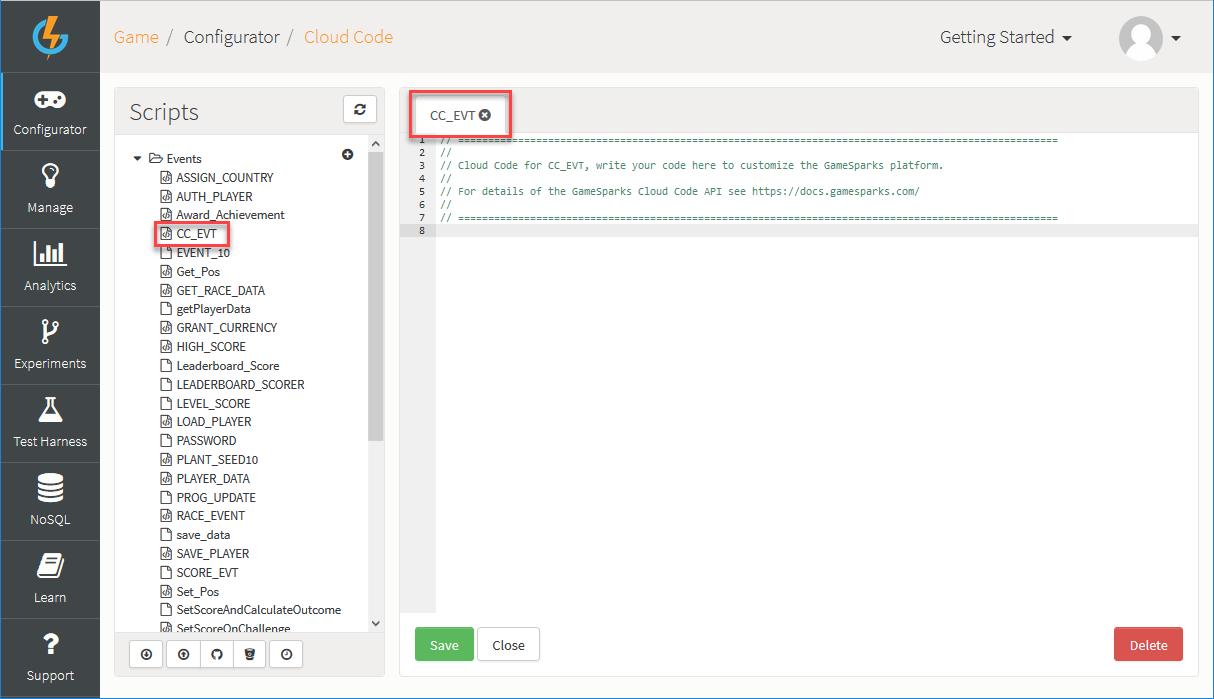 Game / Configurator / Cloud Code
Getting Started
Configurator
Manage
Analytics
Experiments
Test Harness
NoSQL
Learn
Support
Scripts
Events
ASSIGN_COUNTRY
AUTH_PLAYER
Award_Achievement
CC_EVT
EVENT_10
Get_Pos
GET_RACE_DATA
getPlayerData
GRANT_CURRENCY
HIGH_SCORE
Leaderboard_Score
LEADERBOARD_SCORER
LEVEL_SCORE
LOAD_PLAYER
PASSWORD
PLANT_SEED10
PLAYER_DATA
PROG_UPDATE
RACE_EVENT
save_data
SAVE_PLAYER
SCORE_EVT
Set_Pos
SetScoreAndCalculateOutcome
SetScoreOnChallenge
CC_EVT
1 // ====================================================================================================
2 //
3 // Cloud Code for CC_EVT, write your code here to customize the GameSparks platform.
4 //
5 // For details of the GameSparks Cloud Code API see https://docs.gamesparks.com/
6 //
7 // ====================================================================================================
8
Save
Close
Delete